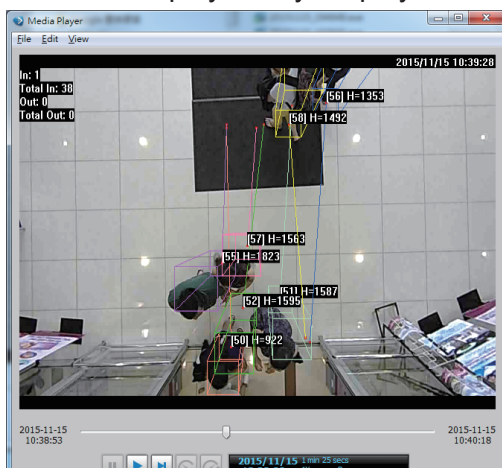 Media Player
File Edit View
2015/11/15 10:39:28
In: 1
Total In: 38
Out: 0
Total Out: 0
[56] H=1353
[58] H=1492
[57] H=1563
[55] H=1823
[51] H=1587
[52] H=1595
[50] H=922
2015-11-15
10:38:53
2015-11-15
10:40:18
2015/11/15 1 min 25 secs